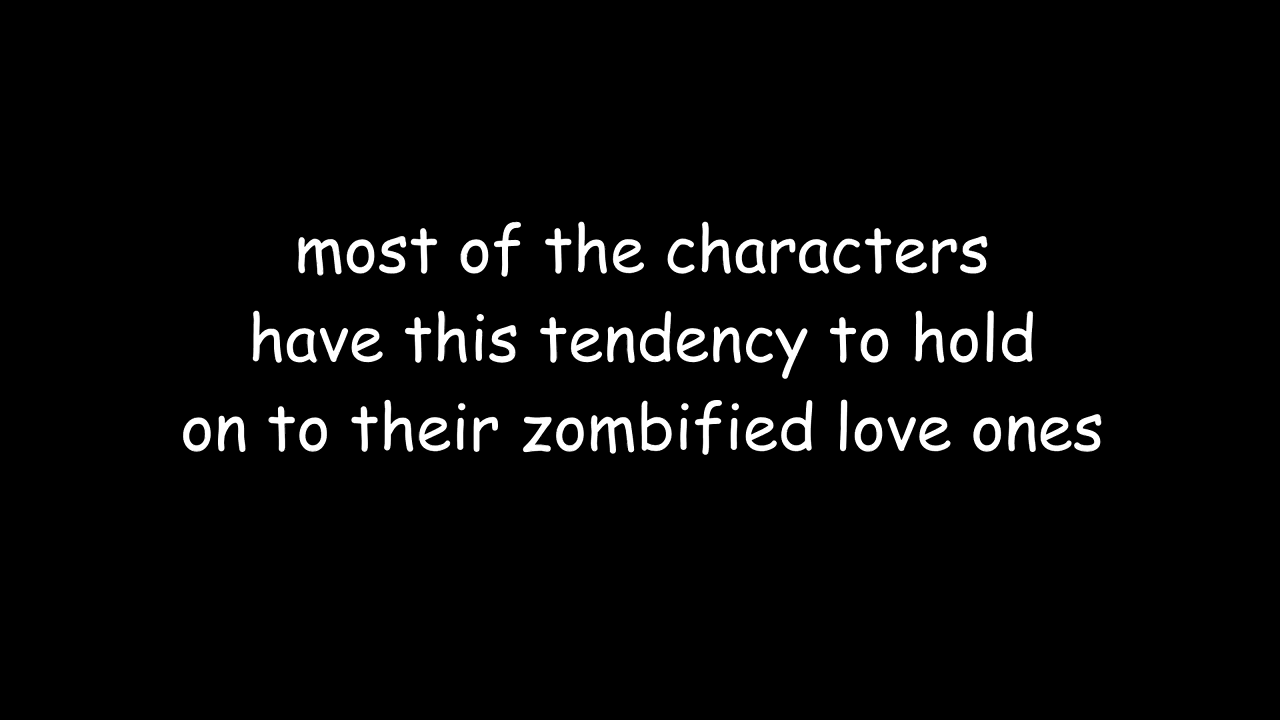 most of the characters
have this tendency to hold
on to their zombified love ones